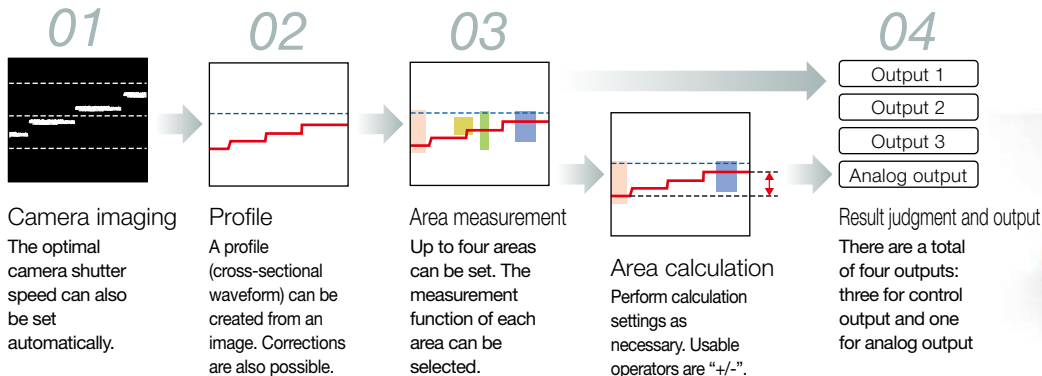 01
02
03
04
Output 1
Output 2
Output 3
Analog output
Camera imaging
The optimal
camera shutter
speed can also
be set
automatically.
Profile
A profile
(cross-sectional
waveform) can be
created from an
image. Corrections
are also possible.
Area measurement
Up to four areas
can be set. The
measurement
function of each
area can be
selected.
Area calculation
Perform calculation
settings as
necessary. Usable
operators are “+/-”.
Result judgment and output
There are a total
of four outputs:
three for control
output and one
for analog output